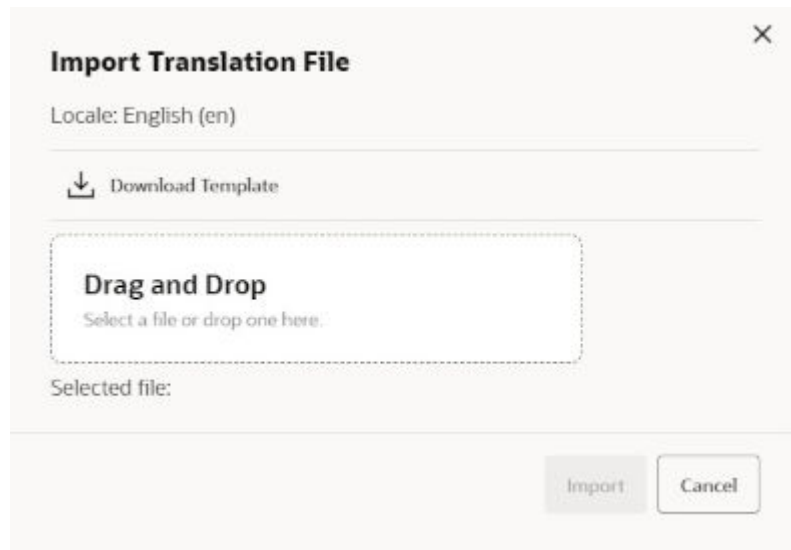 Import Translation File
Locale: English (en)
Download Template
Drag and Drop
Select a file or drop one here.
Selected file:
Import
Cancel